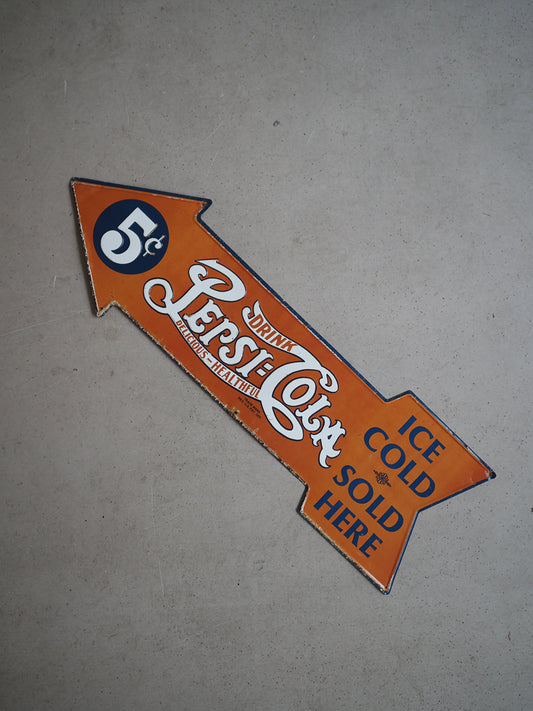 5¢
DRINK
PEPSI=COLA
DELICIOUS-HEALTHFUL
ICE
COLD
SOLD
HERE